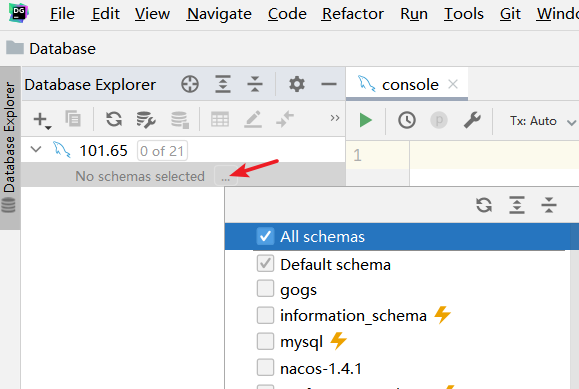 DG File Edit View Navigate Code Refactor Run Tools Git
Database
Database Explorer
Database Explorer
console
Tx: Auto
101.65 0 of 21
1
No schemas selected ...
All schemas
Default schema
gogs
information_schema
mysql
nacos-1.4.1